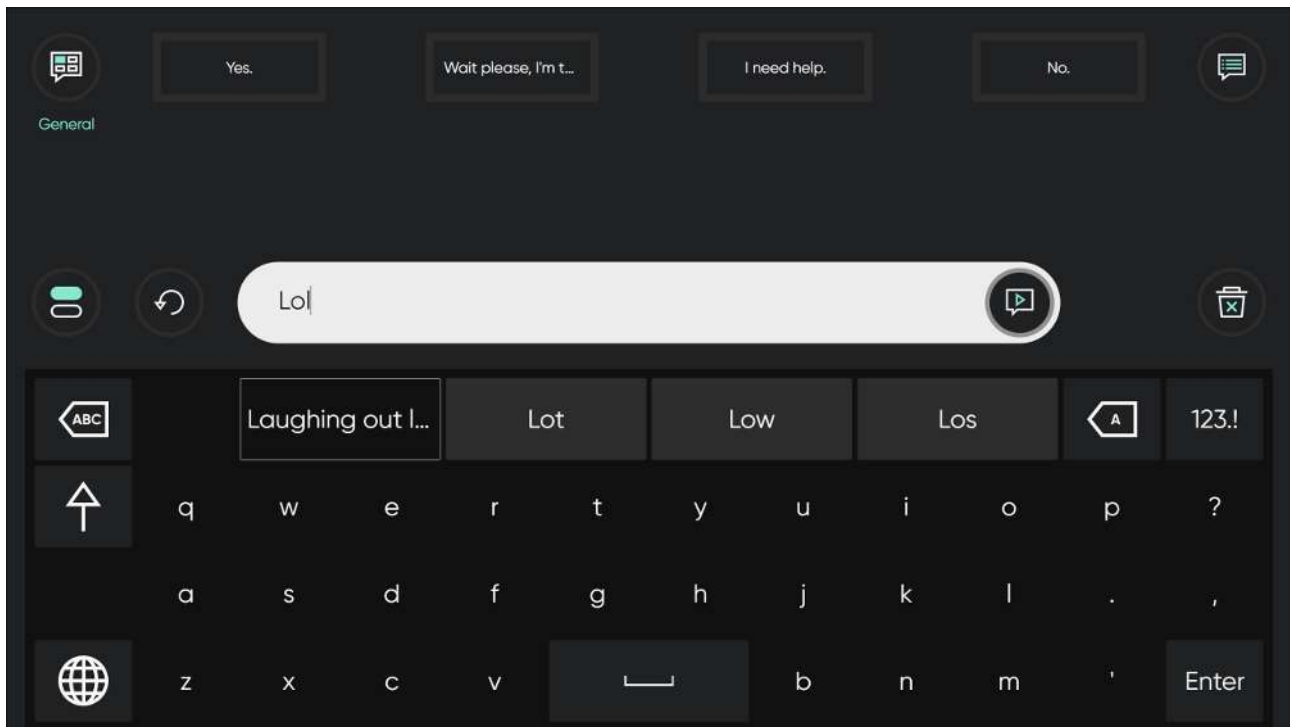 Yes. Wait please, I'm t... I need help. No.
General
Lol
ABC Laughing out l... Lot Low Los A 123.!
q w e r t y u i o p ?
a s d f g h j k l . ,
z x c v b n m ' Enter